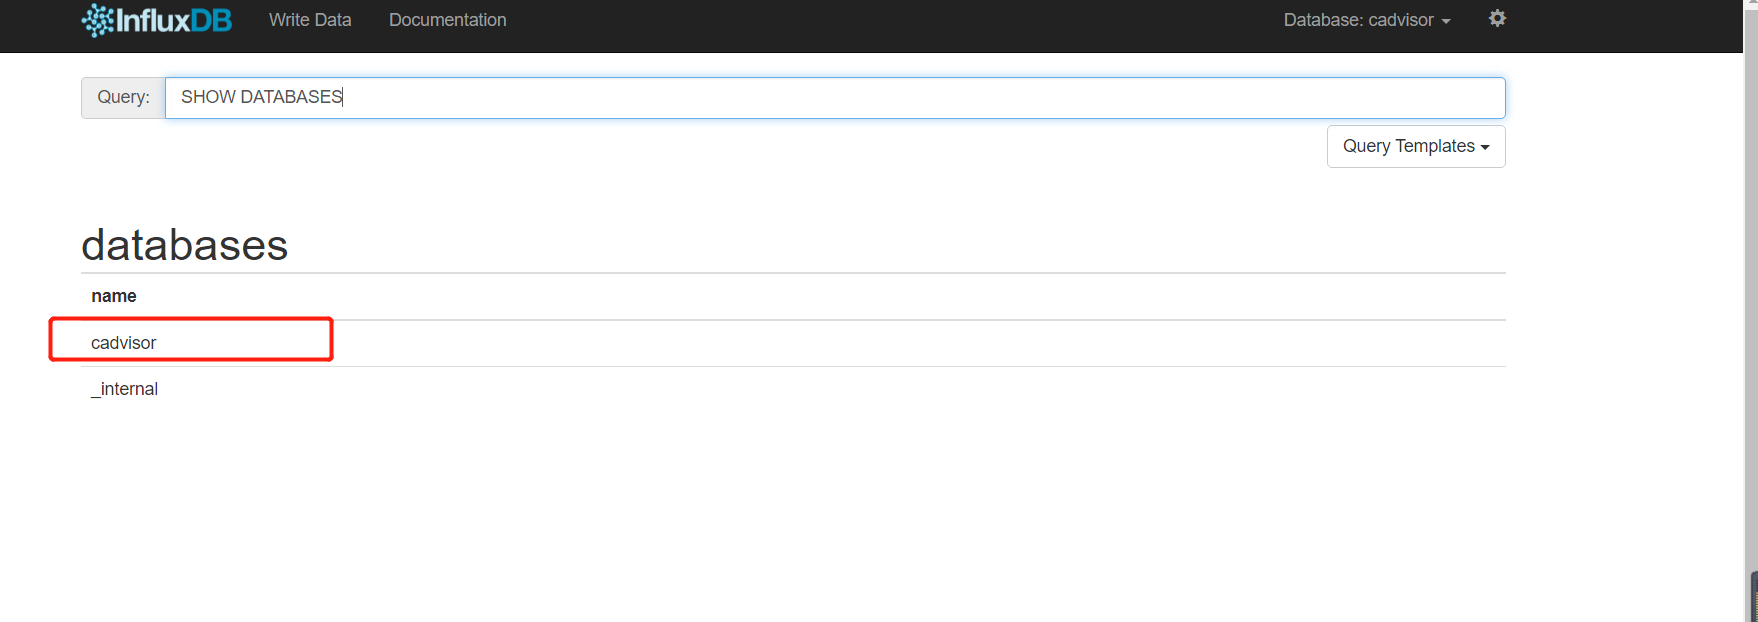 InfluxDB Write Data Documentation Database: cadvisor
Query: SHOW DATABASES
Query Templates
databases
name
cadvisor
_internal